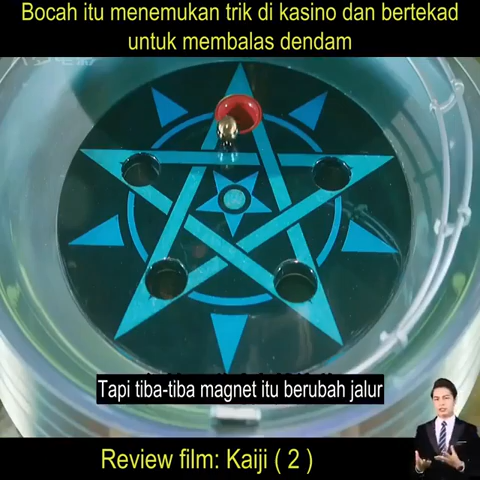 Bocah itu menemukan trik di kasino dan bertekad
untuk membalas dendam
Tapi tiba-tiba magnet itu berubah jalur
Review film: Kaiji ( 2 )